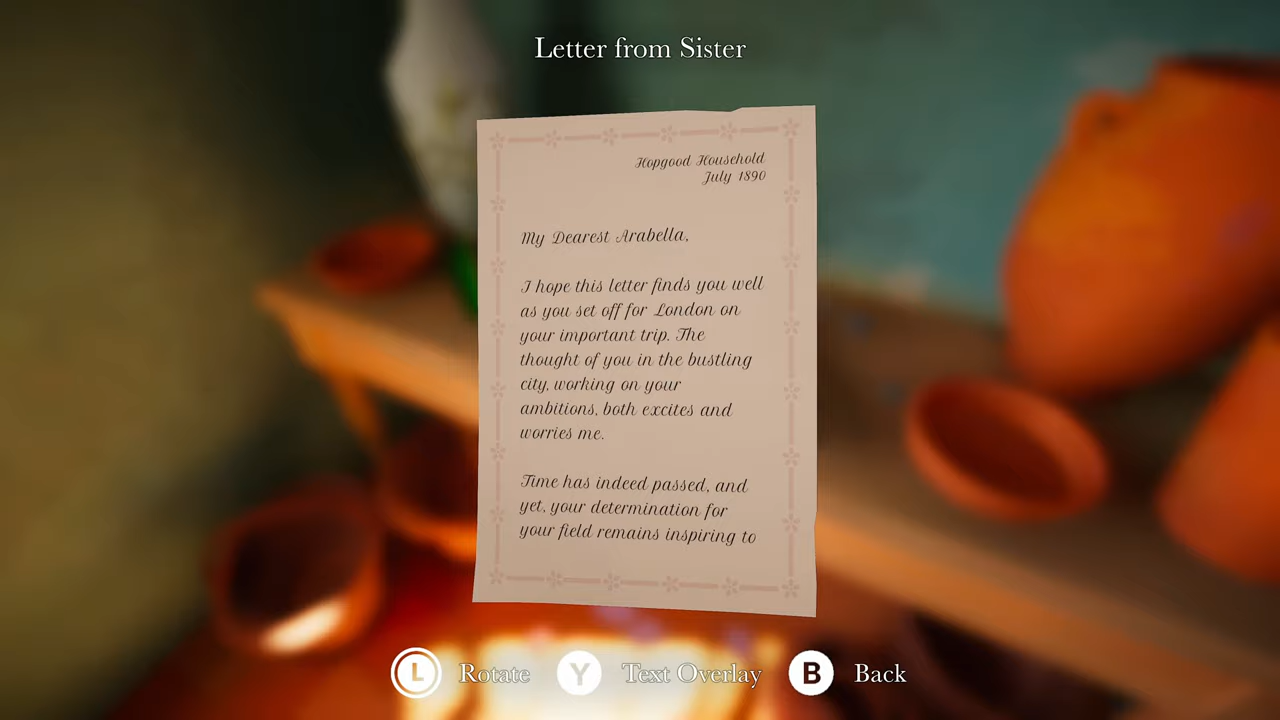 Letter from Sister
Hopgood Household
July 1890
My Dearest Arabella,
I hope this letter finds you well
as you set off for London on
your important trip. The
thought of you in the bustling
city, working on your
ambitions, both excites and
worries me.
Time has indeed passed, and
yet, your determination for
your field remains inspiring to
L Rotate Y Text Overlay B Back